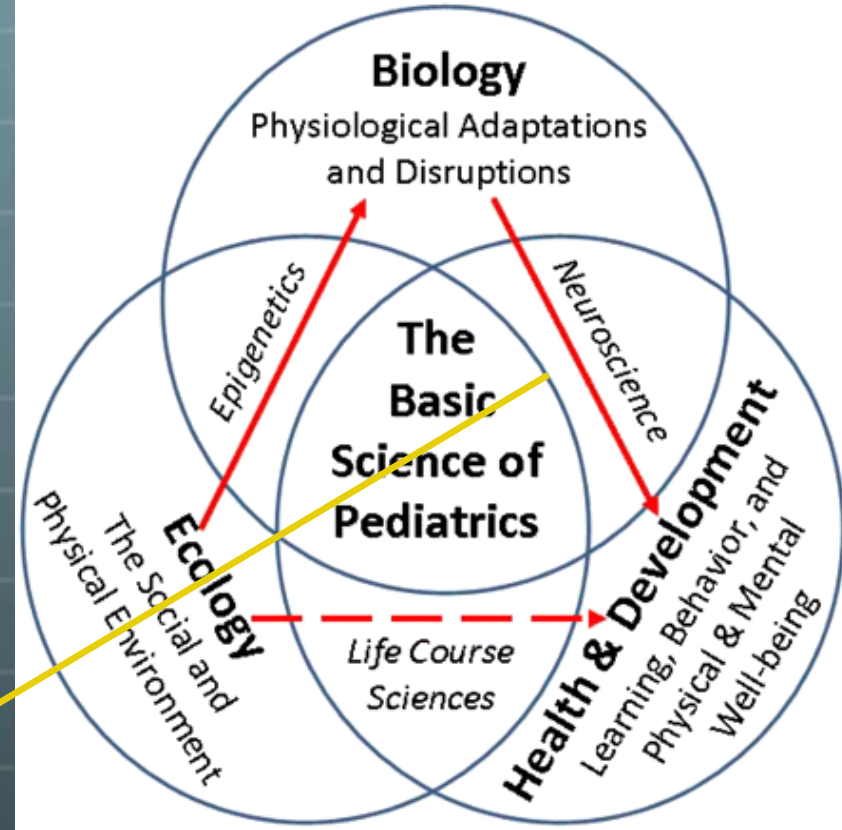 Biology
Physiological Adaptations
and Disruptions
Epigenetics
Neuroscience
The
Basic
Science of
Pediatrics
Ecology
The Social and
Physical Environment
Life Course
Sciences
Health & Development
Learning, Behavior, and
Physical & Mental
Well-being